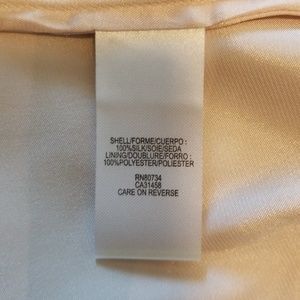 SHELL/FORME/CUERPO :
100%SILK/SOIE/SEDA
LINING/DOUBLURE/FORRO :
100%POLYESTER/POLIESTER
RN80734
CA31458
CARE ON REVERSE